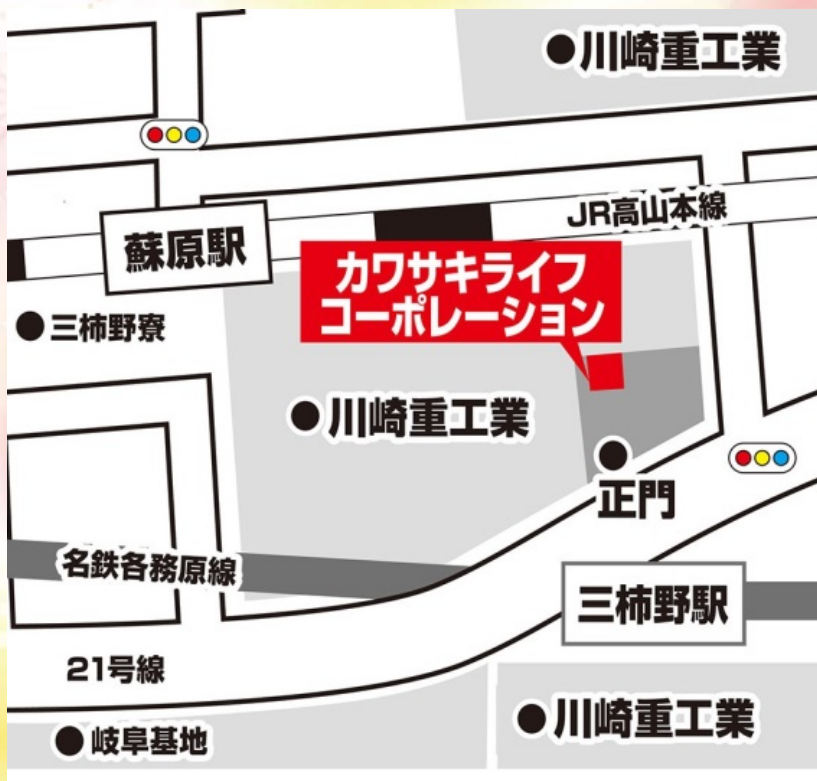 ●川崎重工業
JR高山本線
蘇原駅
カワサキライフ
コーポレーション
●三柿野寮
●川崎重工業
正門
名鉄各務原線
三柿野駅
21号線
●川崎重工業
●岐阜基地